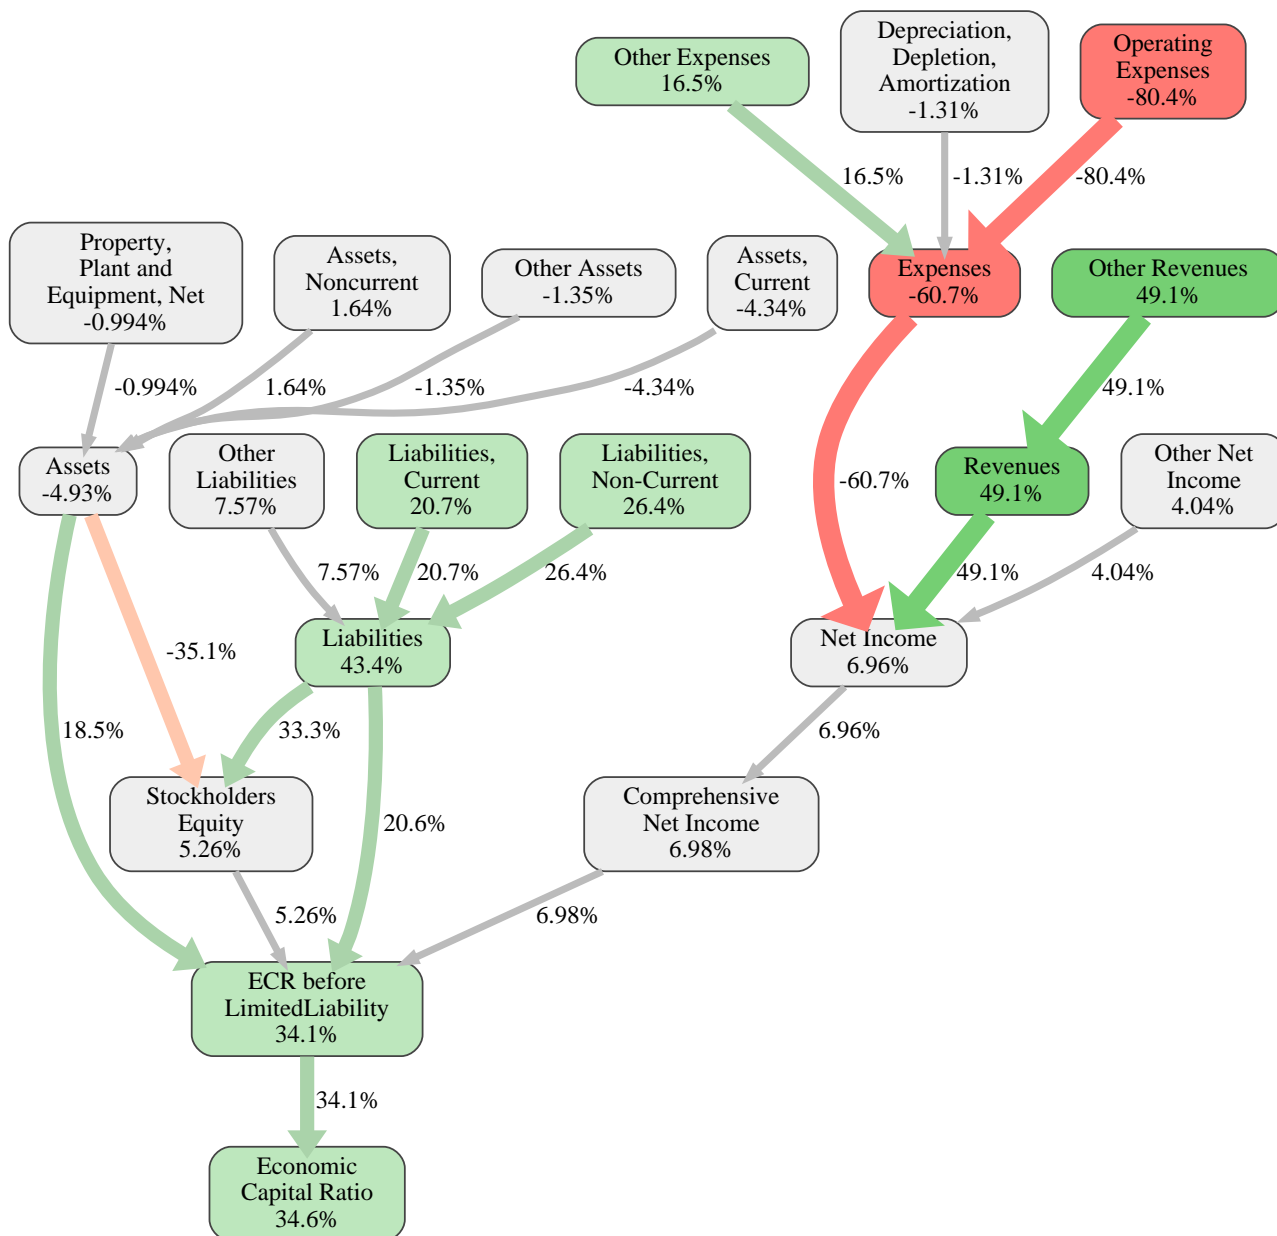 Other Expenses
16.5%
Depreciation,
Depletion,
Amortization
-1.31%
Operating
Expenses
-80.4%
16.5%
-1.31%
-80.4%
Property,
Plant and
Equipment, Net
-0.994%
Assets,
Noncurrent
1.64%
Other Assets
-1.35%
Assets,
Current
-4.34%
Expenses
-60.7%
Other Revenues
49.1%
-0.994%
1.64%
-1.35%
-4.34%
49.1%
Assets
-4.93%
Other
Liabilities
7.57%
Liabilities,
Current
20.7%
Liabilities,
Non-Current
26.4%
-60.7%
Revenues
49.1%
Other Net
Income
4.04%
7.57%
20.7%
26.4%
49.1%
4.04%
-35.1%
Liabilities
43.4%
Net Income
6.96%
18.5%
33.3%
6.96%
Stockholders
Equity
5.26%
20.6%
Comprehensive
Net Income
6.98%
5.26%
6.98%
ECR before
LimitedLiability
34.1%
34.1%
Economic
Capital Ratio
34.6%